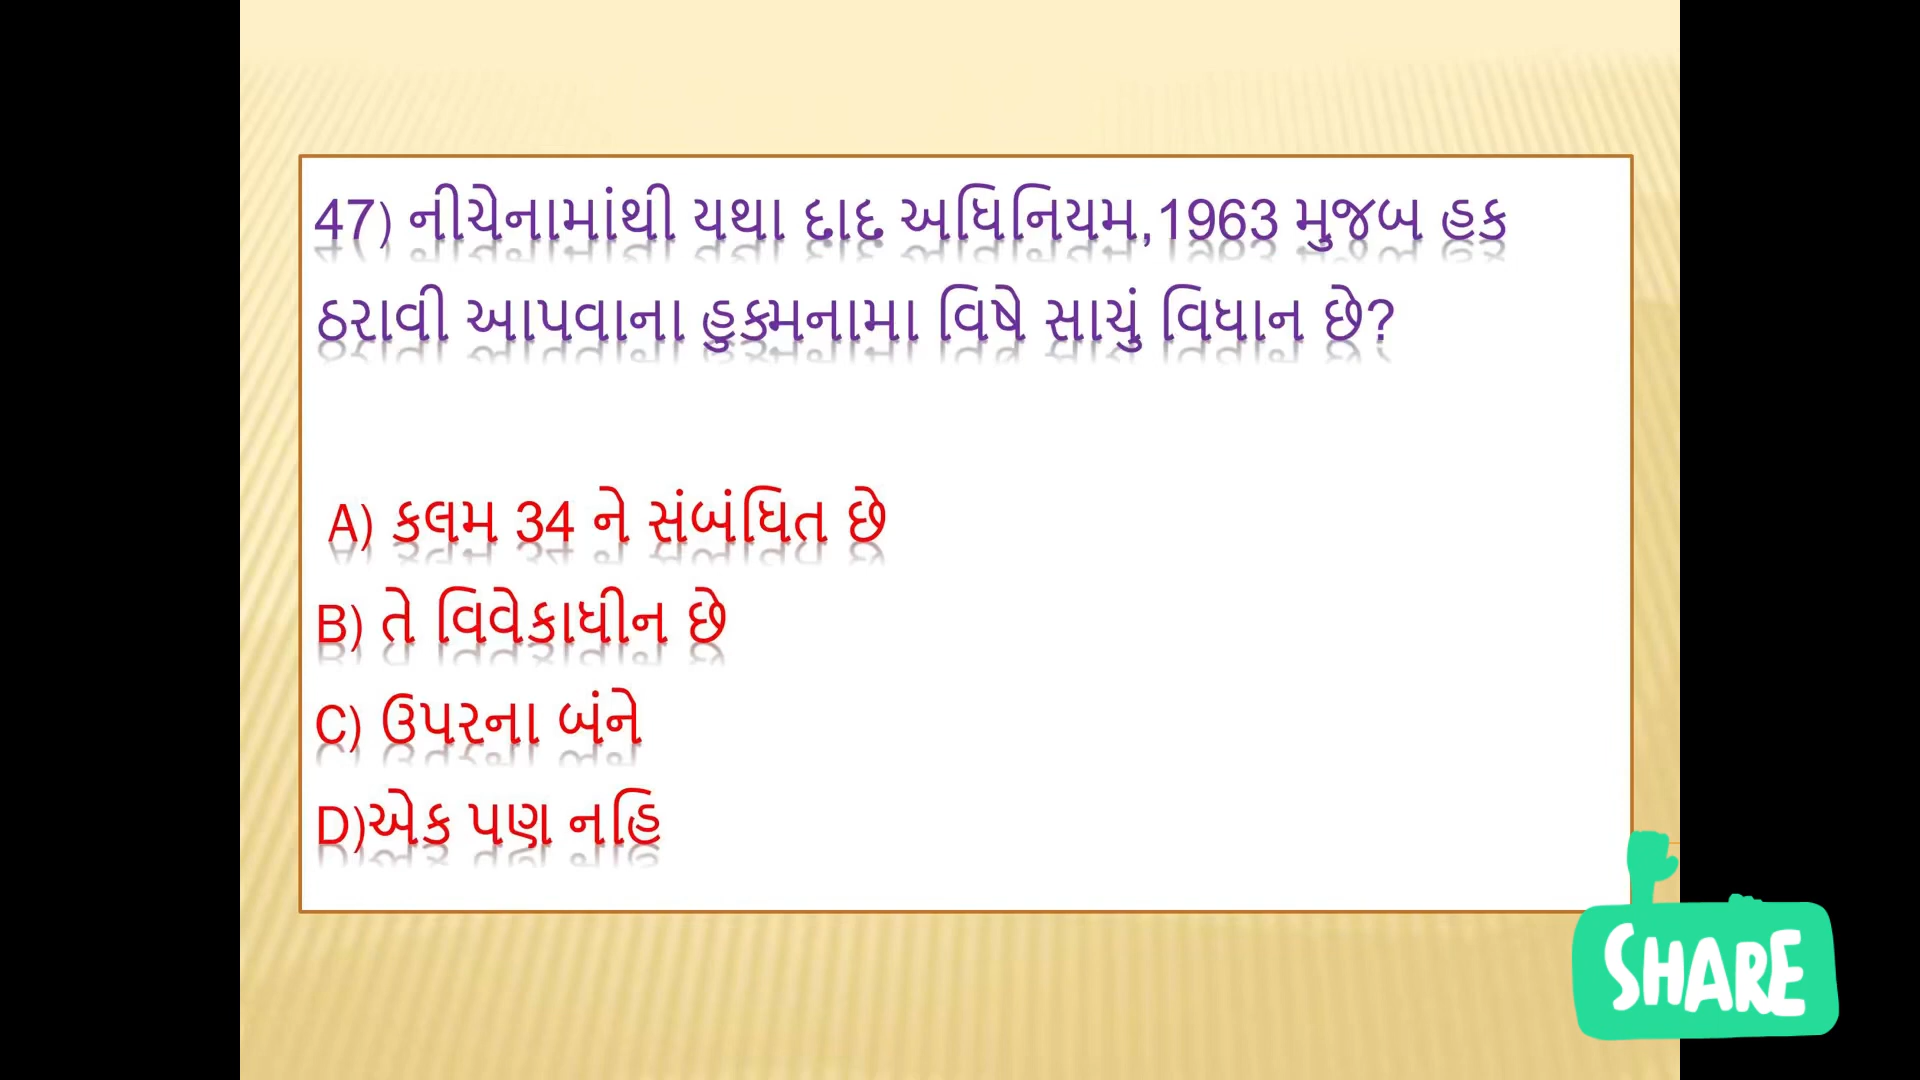 47) નીચેનામાંથી યથા દાદ અધિનિયમ,1963 મુજબ હક
ઠરાવી આપવાના હુકમનામા વિષે સાચું વિધાન છે?
A) કલમ 34 ને સંબંધિત છે
B) તે વિવેકાધીન છે
C) ઉપરના બંને
D)એક પણ નહિ
SHARE